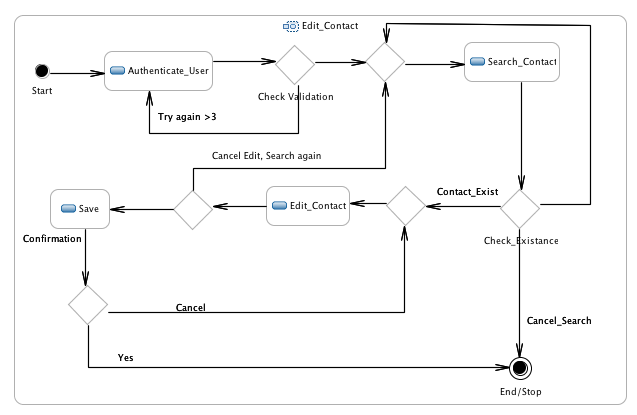 Edit_Contact
Authenticate_User
Search_Contact
Start
Check Validation
Try again >3
Cancel Edit, Search again
Contact_Exist
Save
Edit_Contact
Confirmation
Check_Existance
Cancel
Cancel_Search
Yes
End/Stop